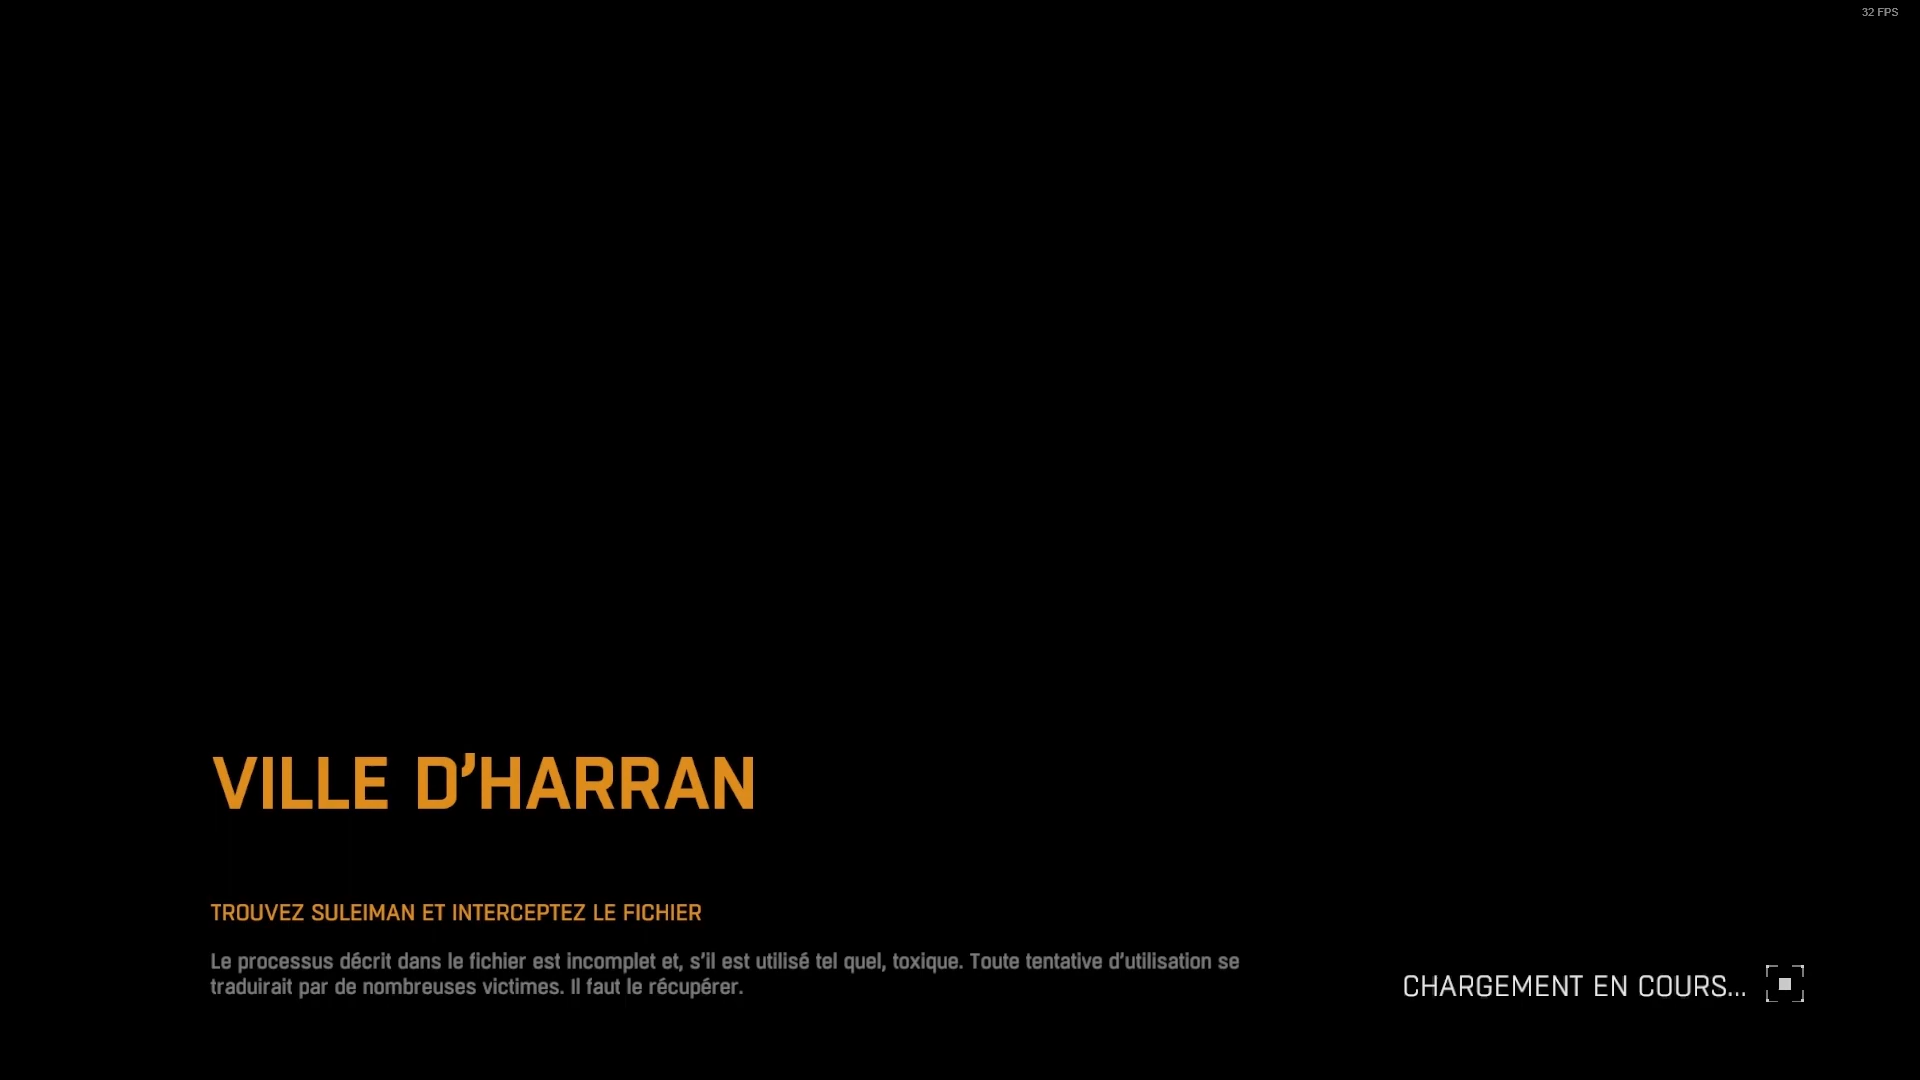 32 FPS
VILLE D’HARRAN
TROUVEZ SULEIMAN ET INTERCEPTEZ LE FICHIER
Le processus décrit dans le fichier est incomplet et, s’il est utilisé tel quel, toxique. Toute tentative d’utilisation se
traduirait par de nombreuses victimes. Il faut le récupérer.
CHARGEMENT EN COURS...